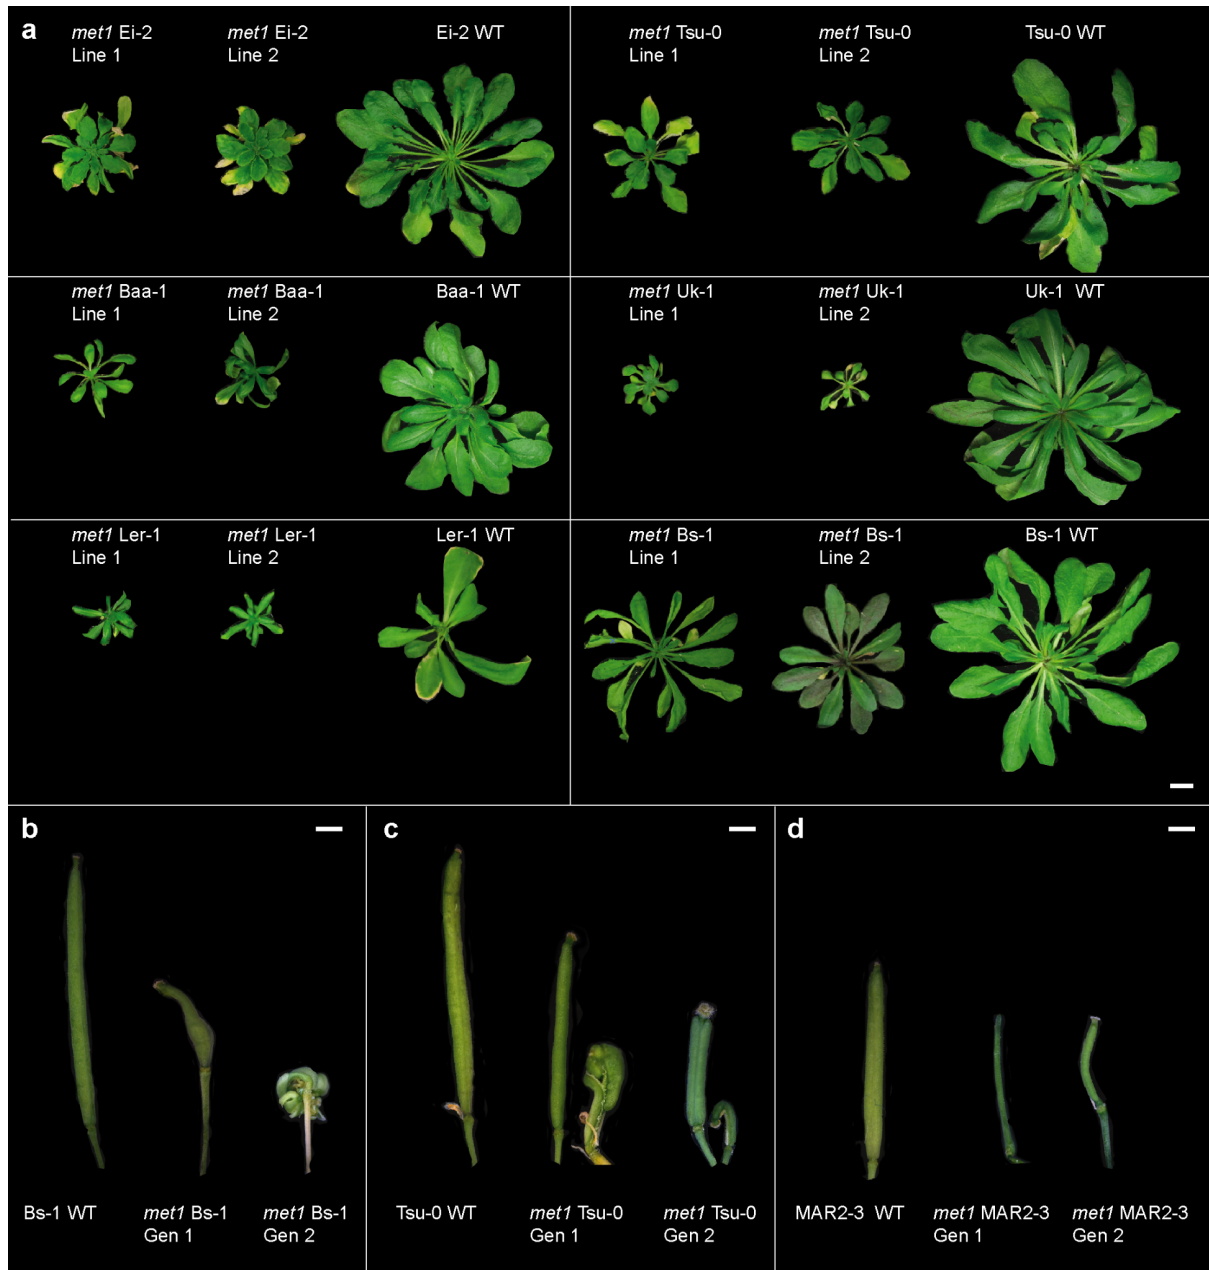 a
met1 Ei-2
Line 1
met1 Ei-2
Line 2
Ei-2 WT
met1 Tsu-0
Line 1
met1 Tsu-0
Line 2
Tsu-0 WT
met1 Baa-1
Line 1
met1 Baa-1
Line 2
Baa-1 WT
met1 Uk-1
Line 1
met1 Uk-1
Line 2
Uk-1 WT
met1 Ler-1
Line 1
met1 Ler-1
Line 2
Ler-1 WT
met1 Bs-1
Line 1
met1 Bs-1
Line 2
Bs-1 WT
b
Bs-1 WT
met1 Bs-1
Gen 1
met1 Bs-1
Gen 2
c
Tsu-0 WT
met1 Tsu-0
Gen 1
met1 Tsu-0
Gen 2
d
MAR2-3 WT
met1 MAR2-3
Gen 1
met1 MAR2-3
Gen 2